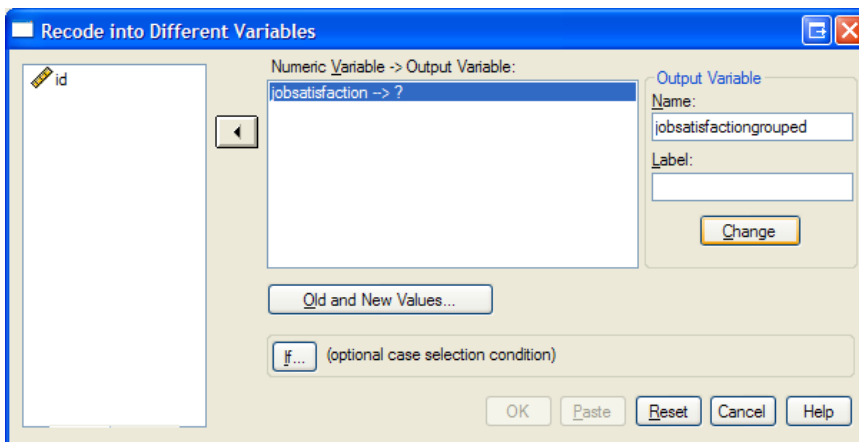 Recode into Different Variables
id
Numeric Variable -> Output Variable:
jobsatisfaction --> ?
Output Variable
Name:
jobsatisfactiongrouped
Label:
Change
Old and New Values...
If... (optional case selection condition)
OK Paste Reset Cancel Help